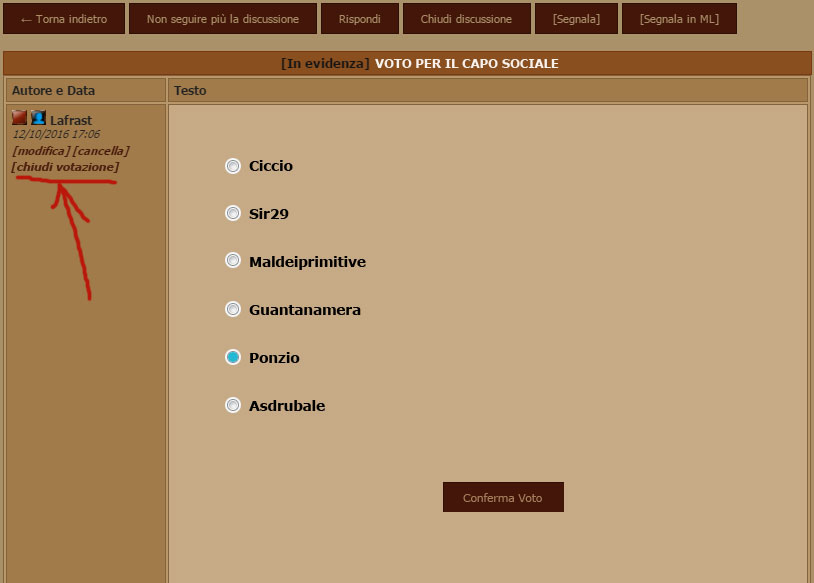 ← Torna indietro
Non seguire più la discussione
Rispondi
Chiudi discussione
[Segnala]
[Segnala in ML]
[In evidenza] VOTO PER IL CAPO SOCIALE
Autore e Data
Testo
Lafrast
12/10/2016 17:06
[modifica] [cancella]
[chiudi votazione]
Ciccio
Sir29
Maldeiprimitive
Guantanamera
Ponzio
Asdrubale
Conferma Voto